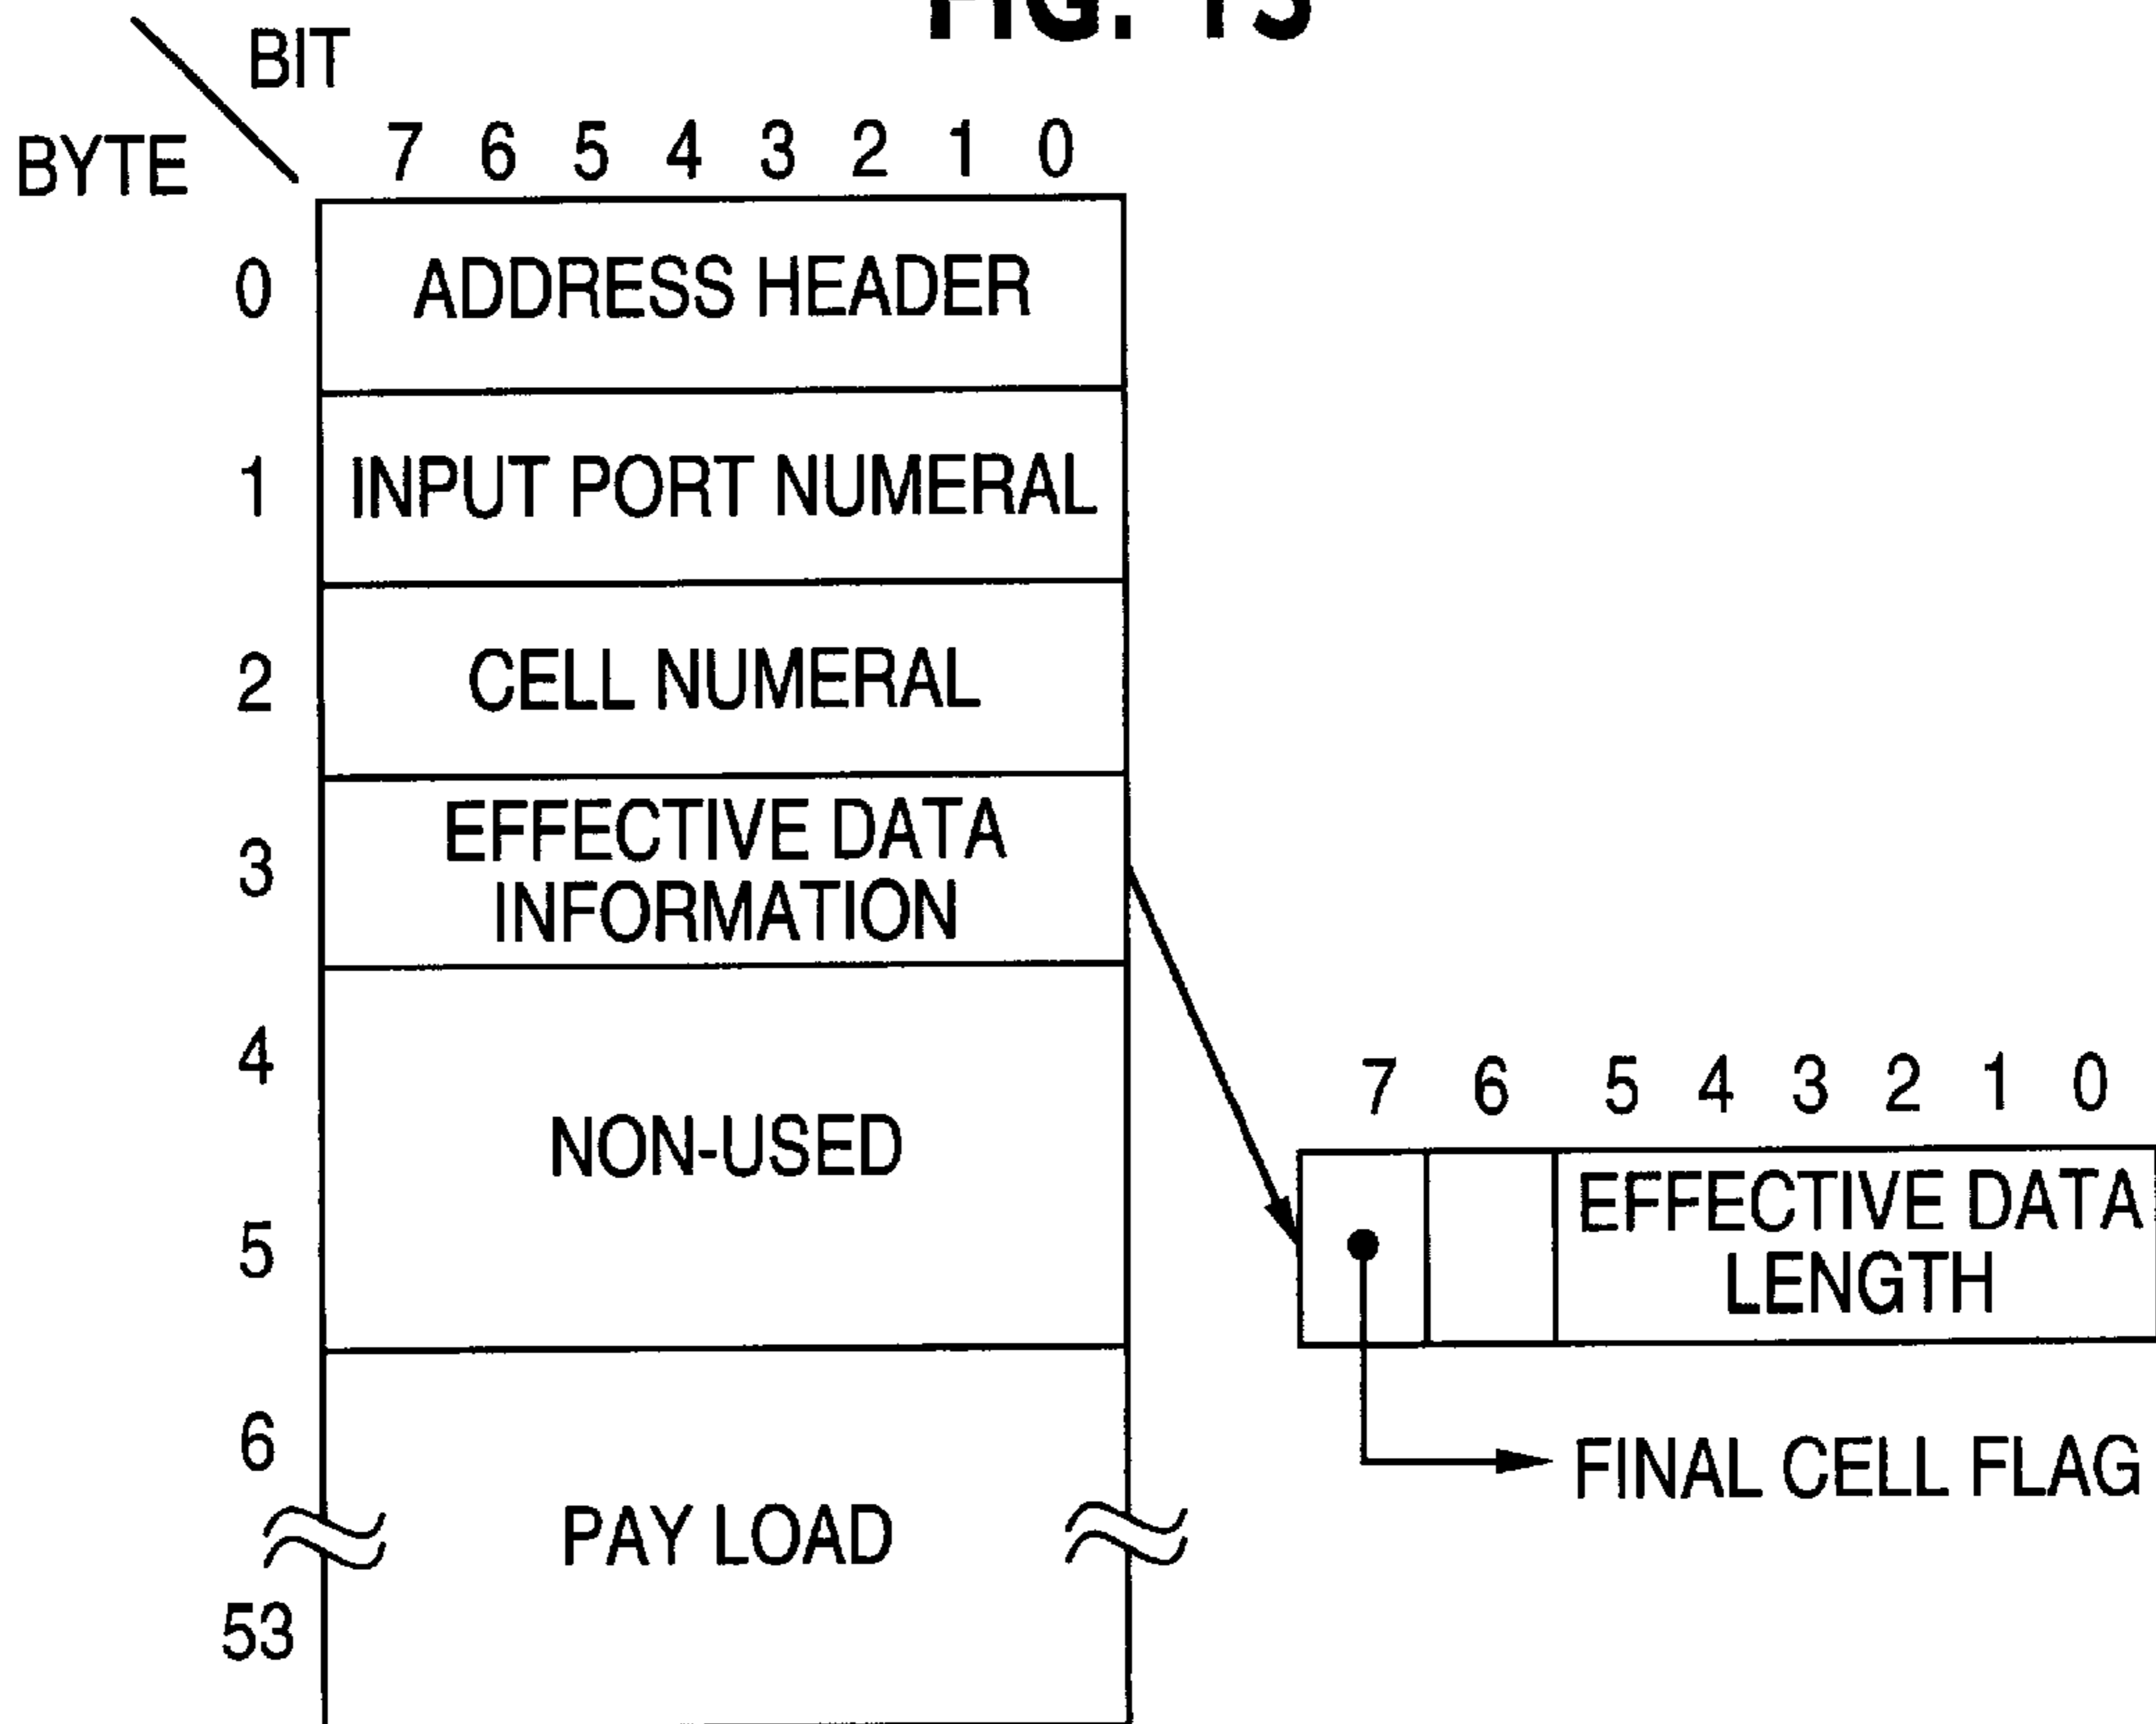 FIG. 15
BIT
BYTE
7 6 5 4 3 2 1 0
0 ADDRESS HEADER
1 INPUT PORT NUMERAL
2 CELL NUMERAL
3 EFFECTIVE DATA
INFORMATION
4
NON-USED
5
6
PAY LOAD
53
7 6 5 4 3 2 1 0
EFFECTIVE DATA
LENGTH
FINAL CELL FLAG